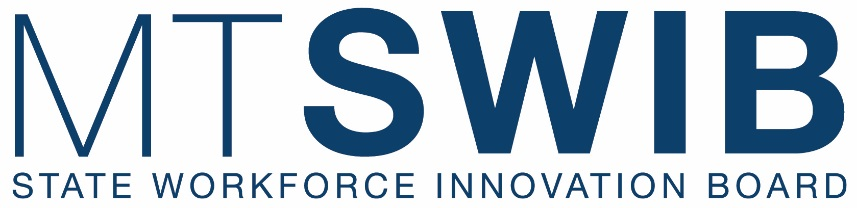 MTSWIB
STATE WORKFORCE INNOVATION BOARD